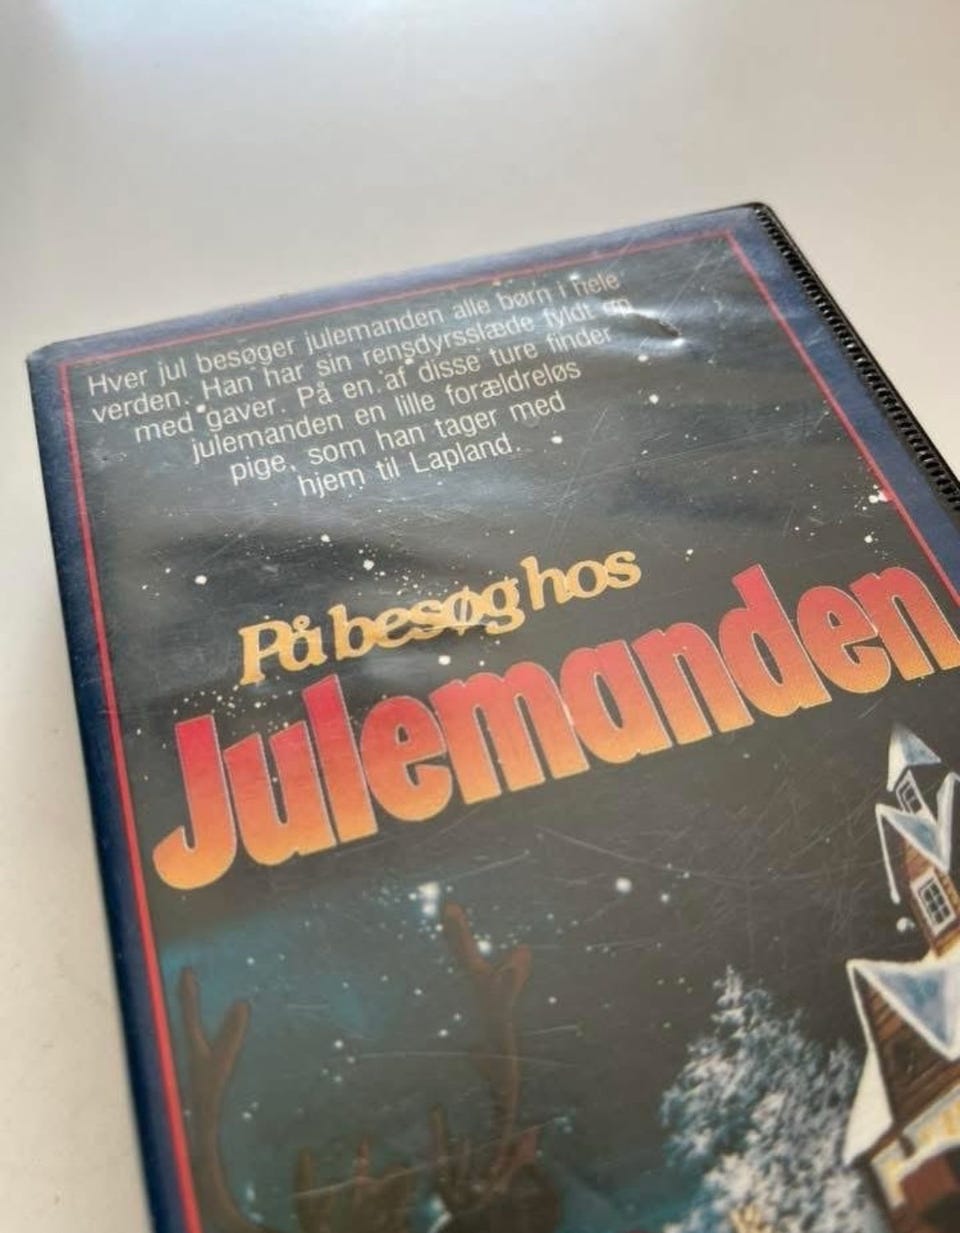 Hver jul besøger julemanden alle børn i hele
verden. Han har sin rensdyrsslæde fyldt op
med gaver. På en af disse ture finder
julemanden en lille forældreløs
pige, som han tager med
hjem til Lapland.
På besøg hos
Julemanden